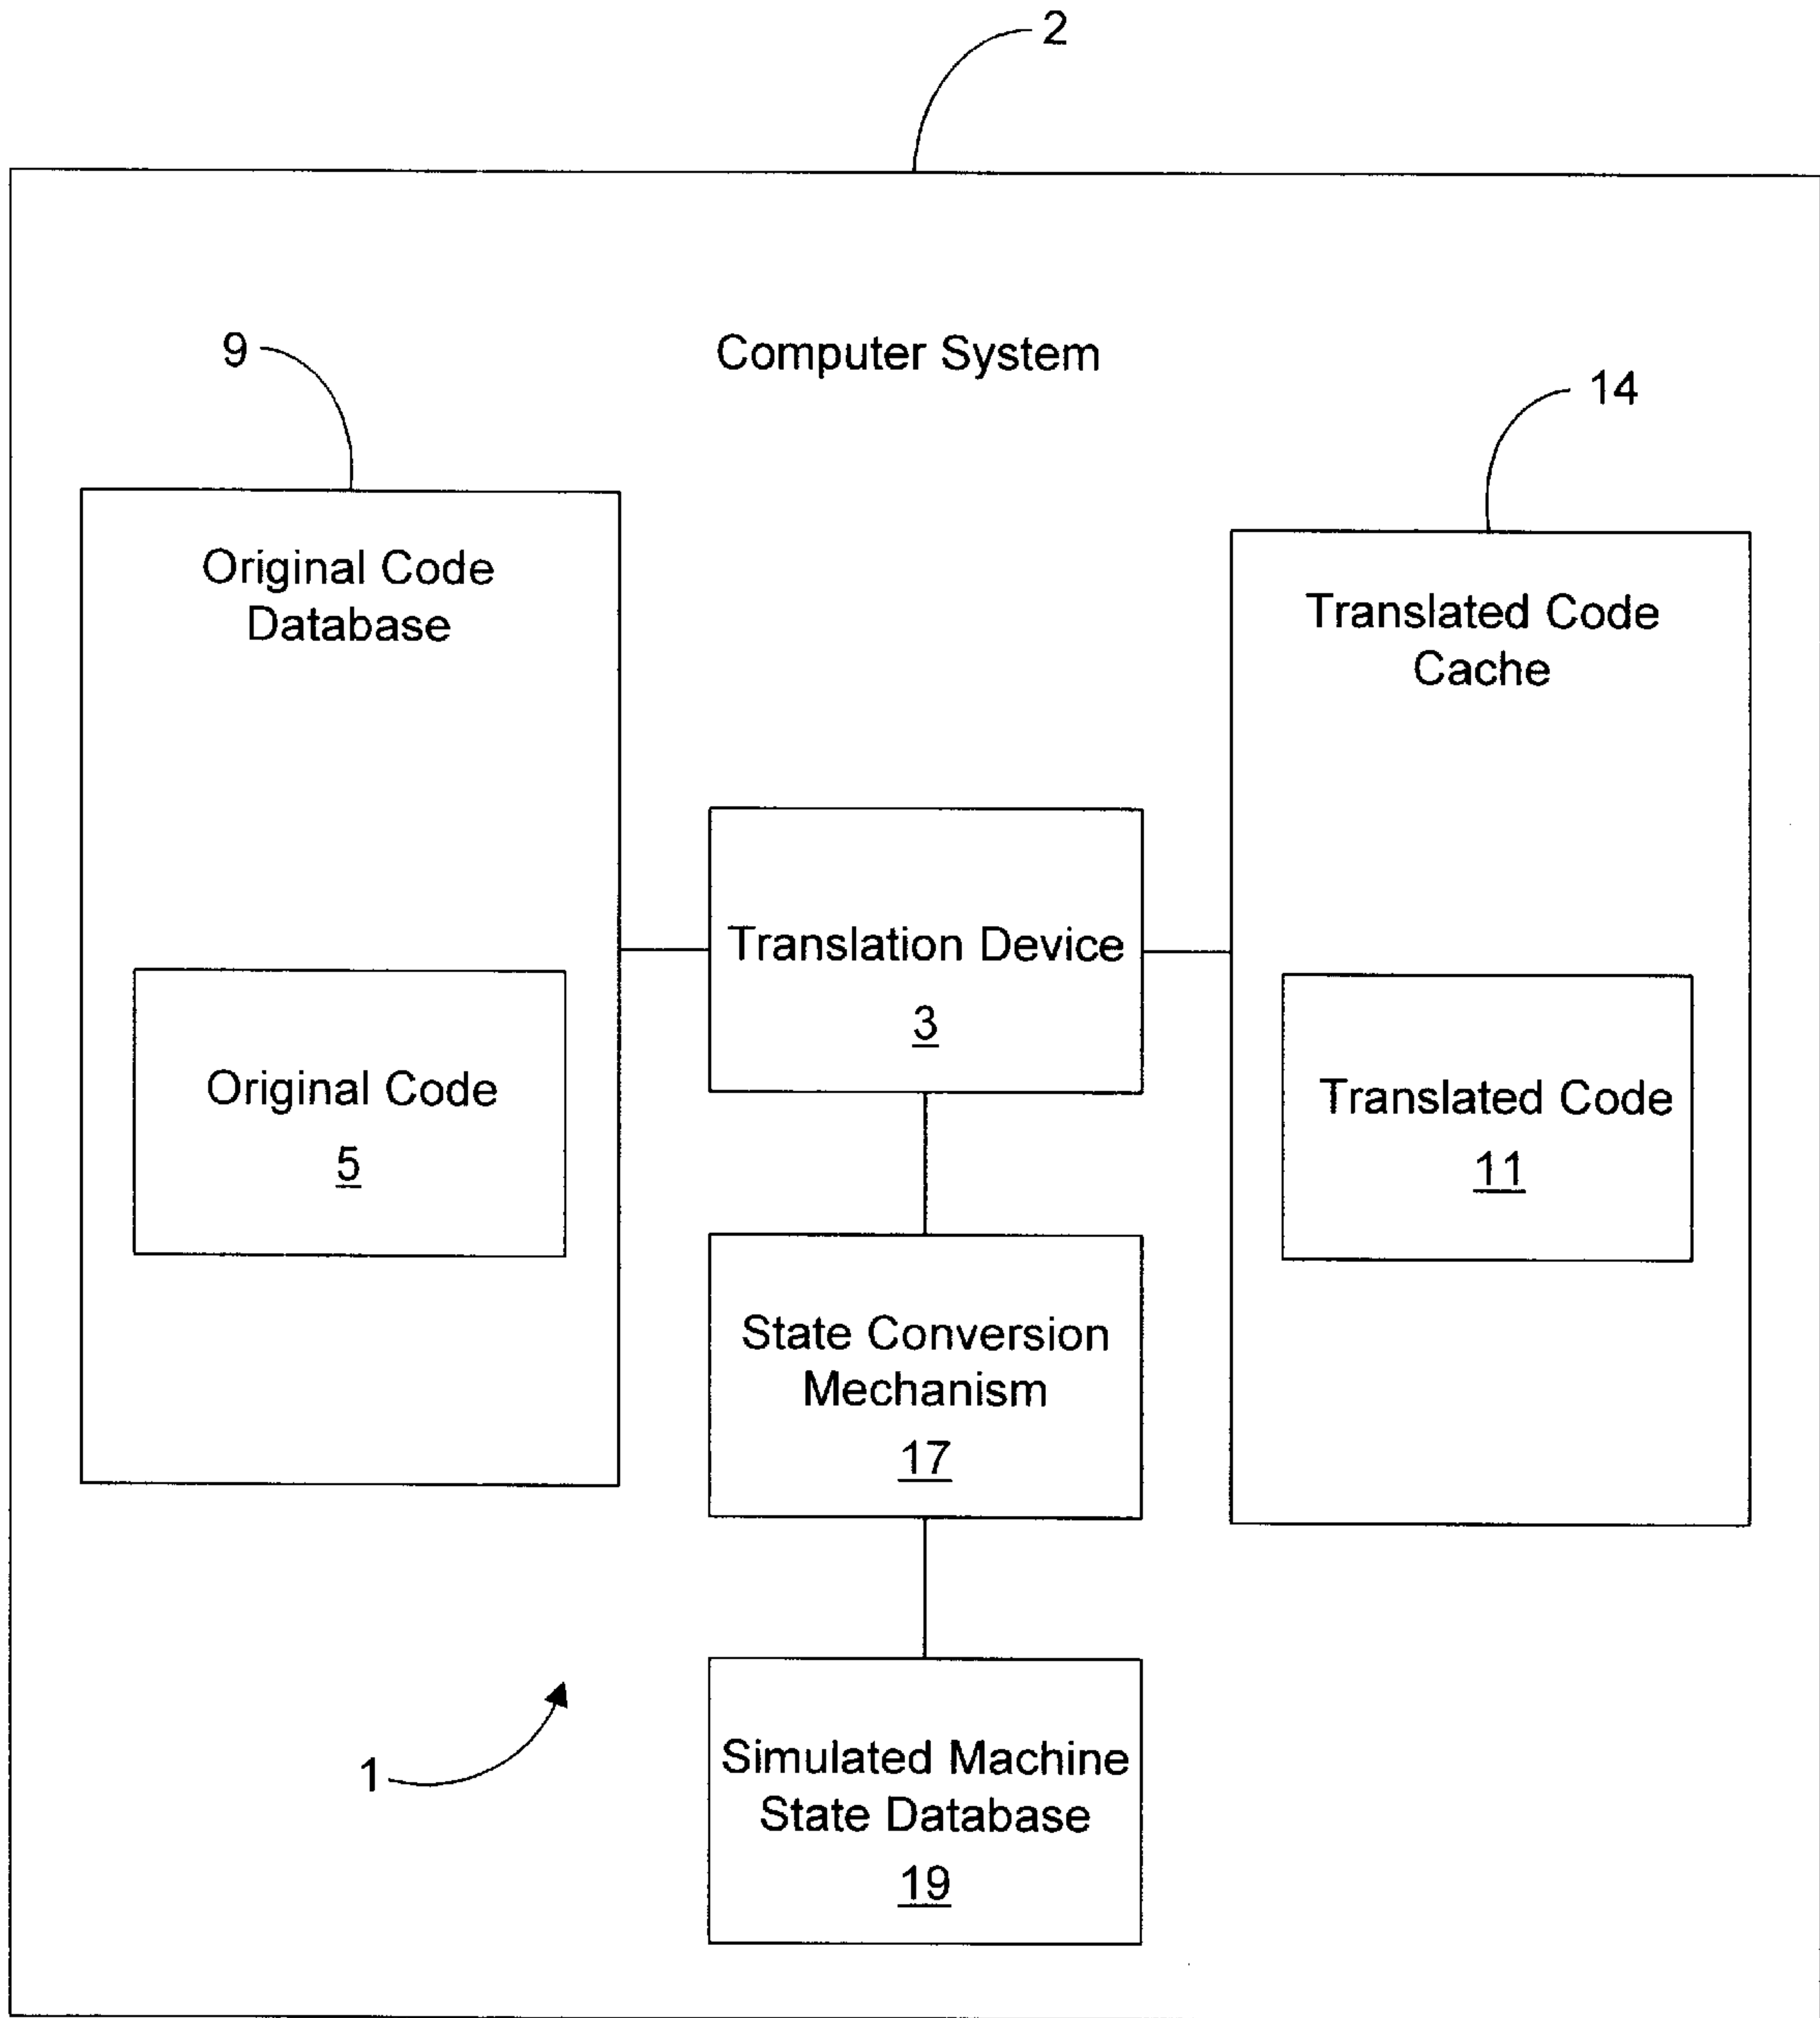 2
Computer System
9
14
Original Code
Database
Translated Code
Cache
Translation Device
3
Original Code
5
Translated Code
11
State Conversion
Mechanism
17
1
Simulated Machine
State Database
19